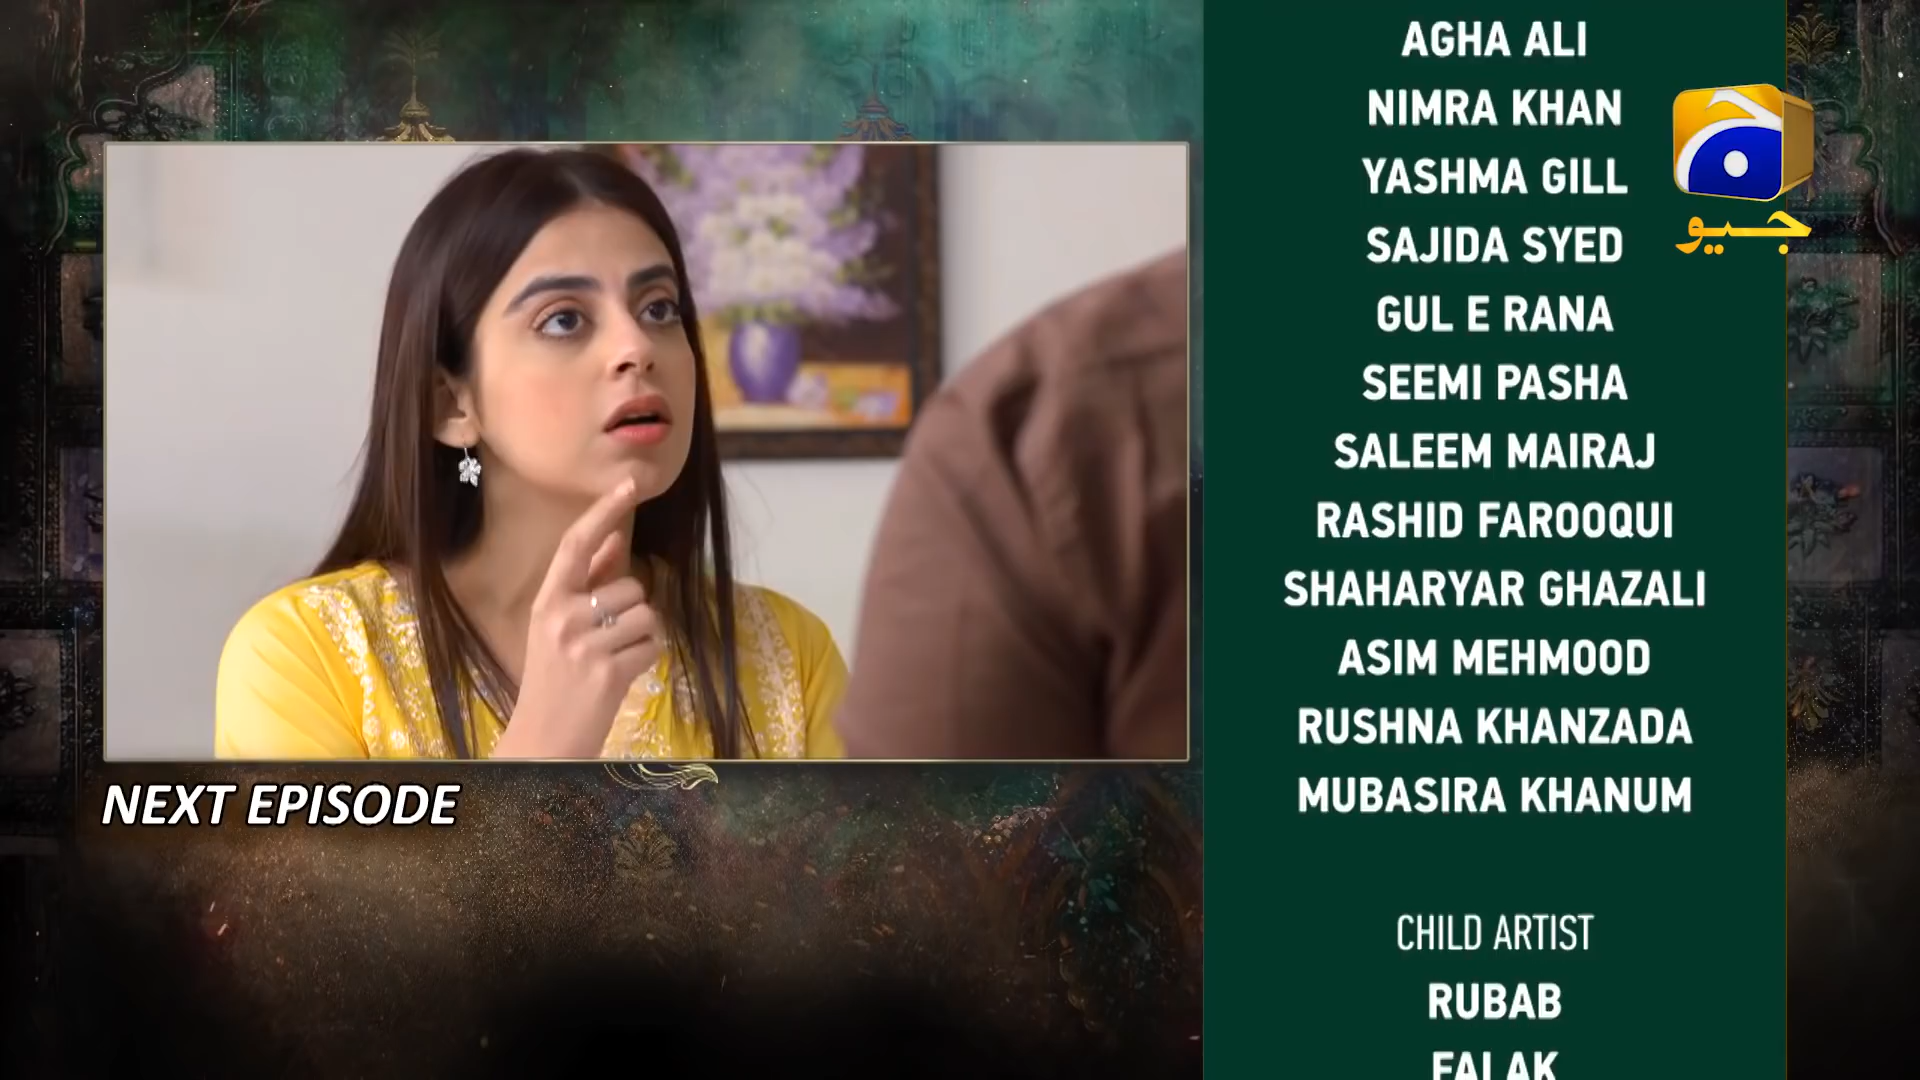 AGHA ALI
NIMRA KHAN
YASHMA GILL
SAJIDA SYED
GUL E RANA
SEEMI PASHA
SALEEM MAIRAJ
RASHID FAROOQUI
SHAHARYAR GHAZALI
ASIM MEHMOOD
RUSHNA KHANZADA
MUBASIRA KHANUM
CHILD ARTIST
RUBAB
FALAK
جیو
NEXT EPISODE